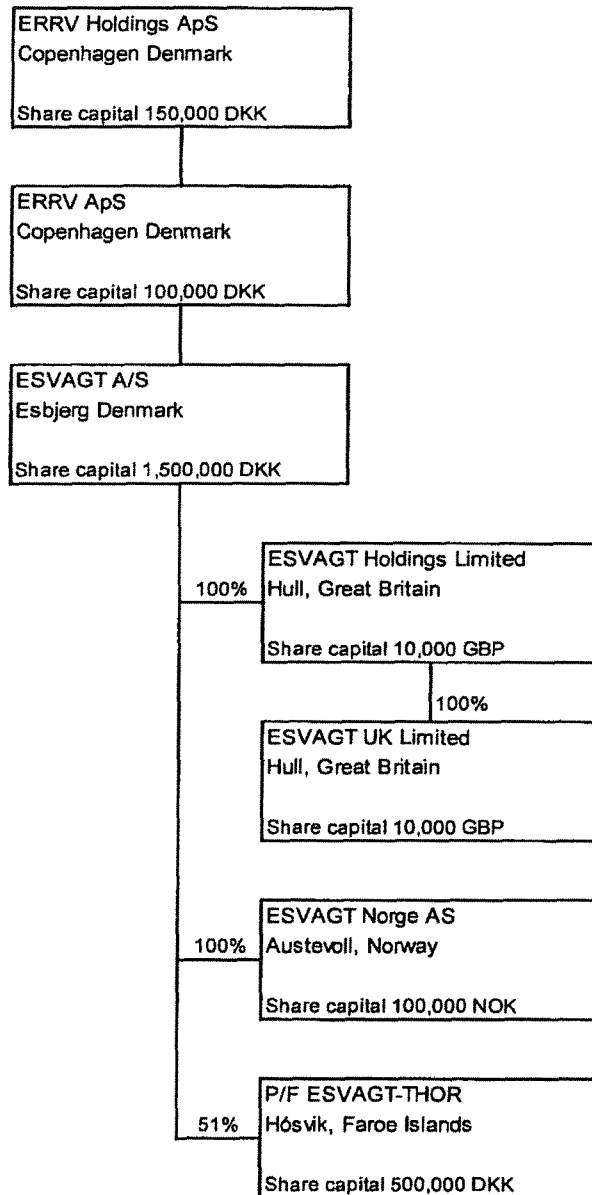 ERRV Holdings ApS
Copenhagen Denmark
Share capital 150,000 DKK
ERRV ApS
Copenhagen Denmark
Share capital 100,000 DKK
ESVAGT A/S
Esbjerg Denmark
Share capital 1,500,000 DKK
100%
ESVAGT Holdings Limited
Hull, Great Britain
Share capital 10,000 GBP
100%
ESVAGT UK Limited
Hull, Great Britain
Share capital 10,000 GBP
100%
ESVAGT Norge AS
Austevoll, Norway
Share capital 100,000 NOK
51%
P/F ESVAGT-THOR
Hósvik, Faroe Islands
Share capital 500,000 DKK